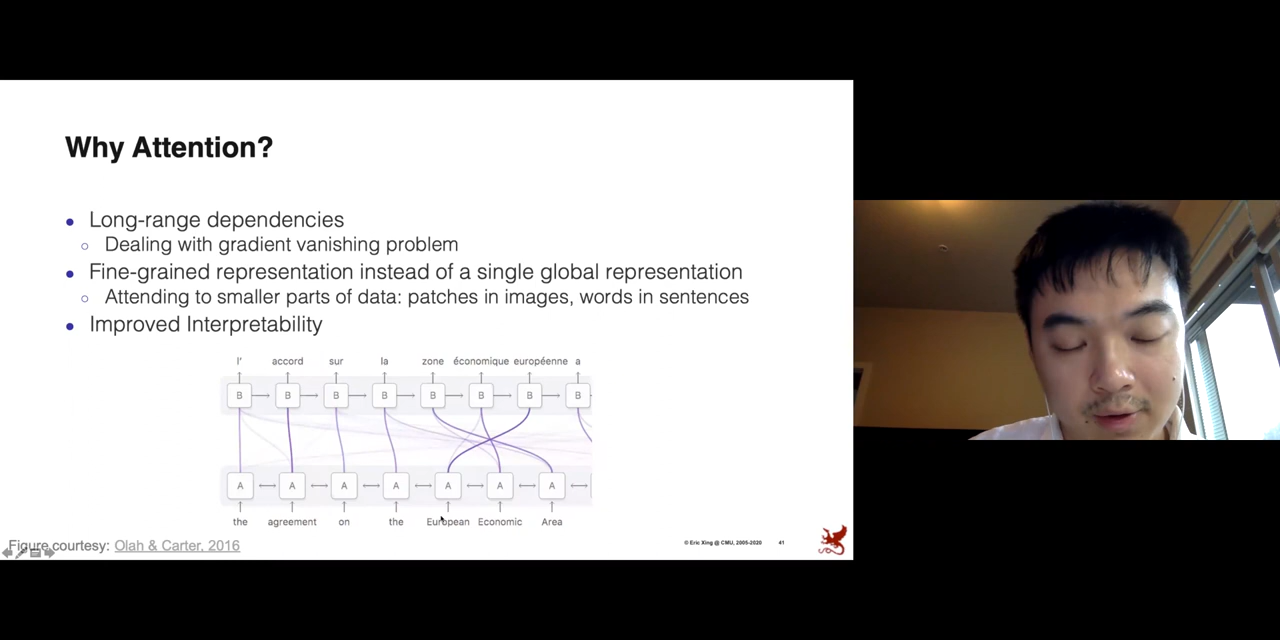 Why Attention?
● Long-range dependencies
○ Dealing with gradient vanishing problem
● Fine-grained representation instead of a single global representation
○ Attending to smaller parts of data: patches in images, words in sentences
● Improved Interpretability
l' accord sur la zone économique européenne a
B B B B B B B B
A A A A A A A
the agreement on the European Economic Area
Figure courtesy: Olah & Carter, 2016
© Eric Xing @ CMU, 2005-2020 41